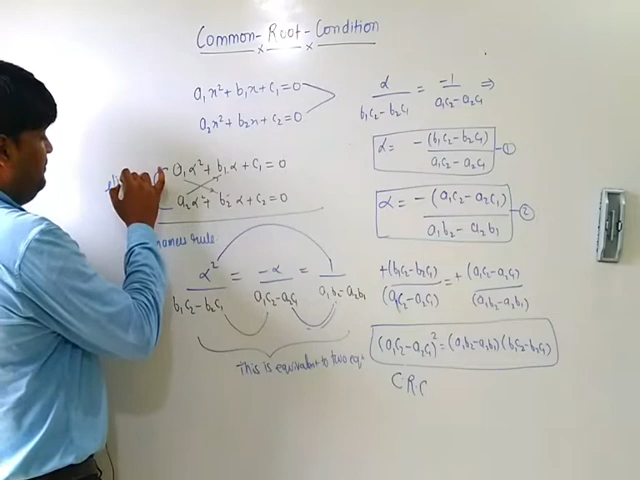 Common-Root-Condition
a₁x² + b₁x + c₁ = 0
a₂x² + b₂x + c₂ = 0
a₁α² + b₁α + c₁ = 0
a₂α² + b₂α + c₂ = 0
rule
α²/(b₁c₂-b₂c₁) = -α/(a₁c₂-a₂c₁) = 1/(a₁b₂-a₂b₁)
This is equivalent to two eqⁿ
α/(b₁c₂-b₂c₁) = -1/(a₁c₂-a₂c₁) ⇒
α = -(b₁c₂-b₂c₁)/(a₁c₂-a₂c₁) ①
α = -(a₁c₂-a₂c₁)/(a₁b₂-a₂b₁) ②
+(b₁c₂-b₂c₁)/(a₁c₂-a₂c₁) = +(a₁c₂-a₂c₁)/(a₁b₂-a₂b₁)
(a₁c₂-a₂c₁)² = (a₁b₂-a₂b₁)(b₁c₂-b₂c₁)
CRC